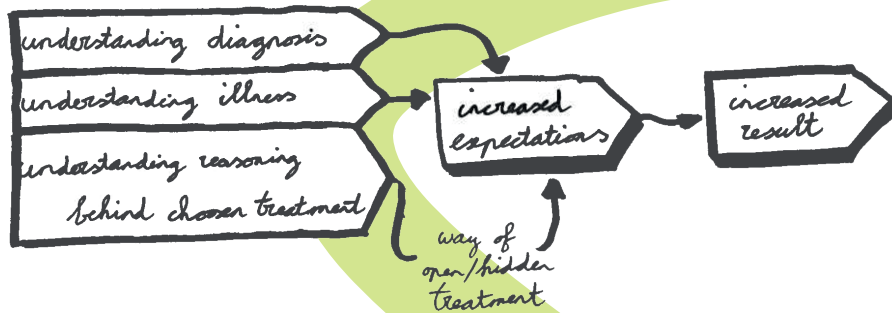 understanding diagnosis
understanding illness
understanding reasoning
behind choosen treatment
increased
expectations
increased
result
way of
open/hidden
treatment